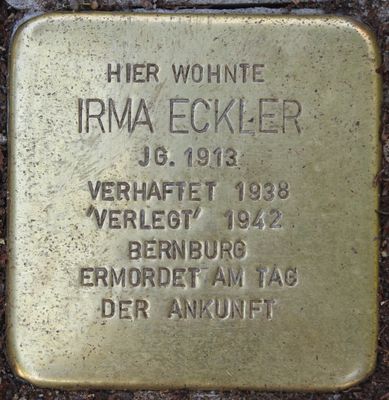 HIER WOHNTE
IRMA ECKLER
JG. 1913
VERHAFTET 1938
'VERLEGT' 1942
BERNBURG
ERMORDET AM TAG
DER ANKUNFT